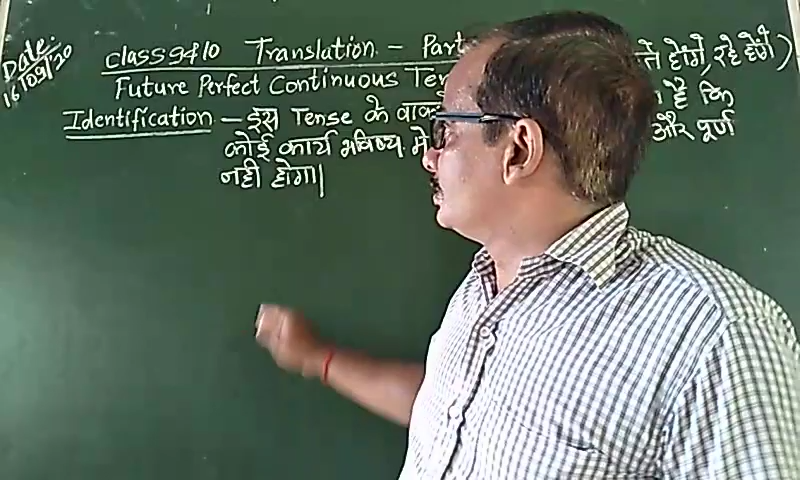 Date:
16/09/20
class 9 & 10 Translation - Part
ते होंगे, रहे होंगे)
Future Perfect Continuous Ten
Identification - इस Tense के वाक है कि
कोई कार्य भविष्य मे और पूर्ण
नही होगा।